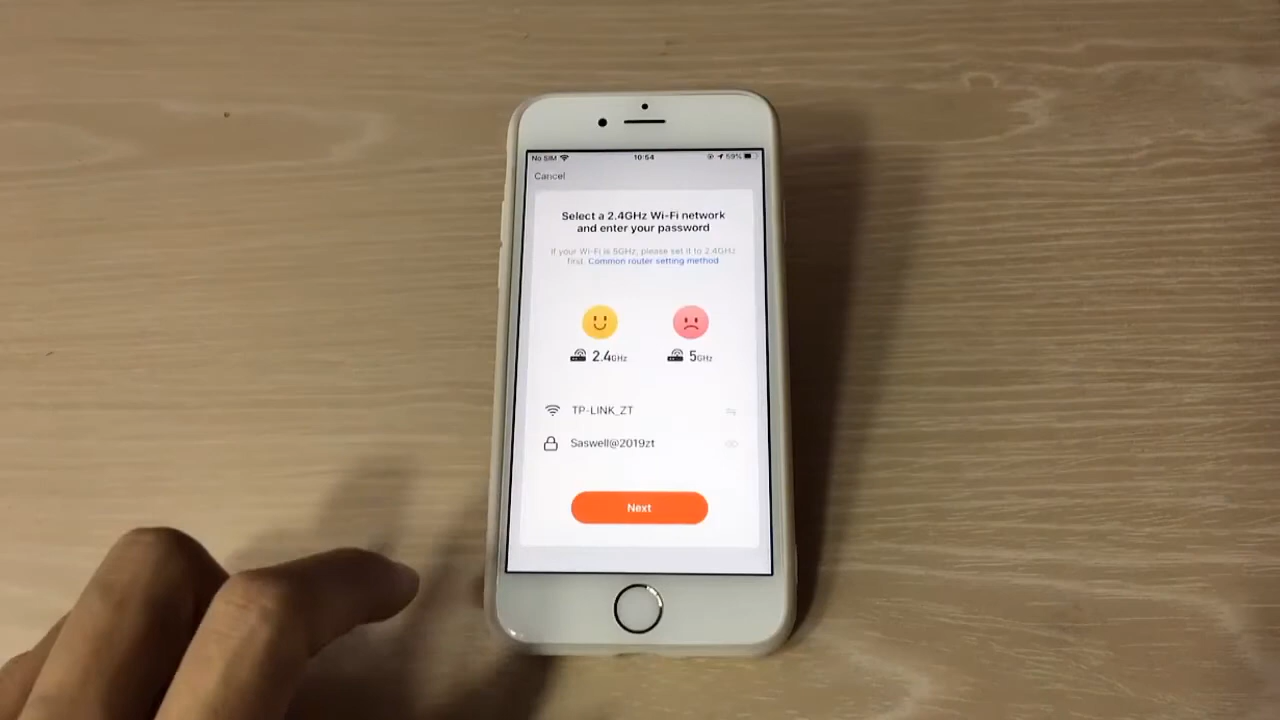 No SIM 10:54 59%
Cancel
Select a 2.4GHz Wi-Fi network
and enter your password
If your Wi-Fi is 5GHz, please set it to 2.4GHz
first. Common router setting method
2.4GHz 5GHz
TP-LINK_ZT
Saswell@2019zt
Next